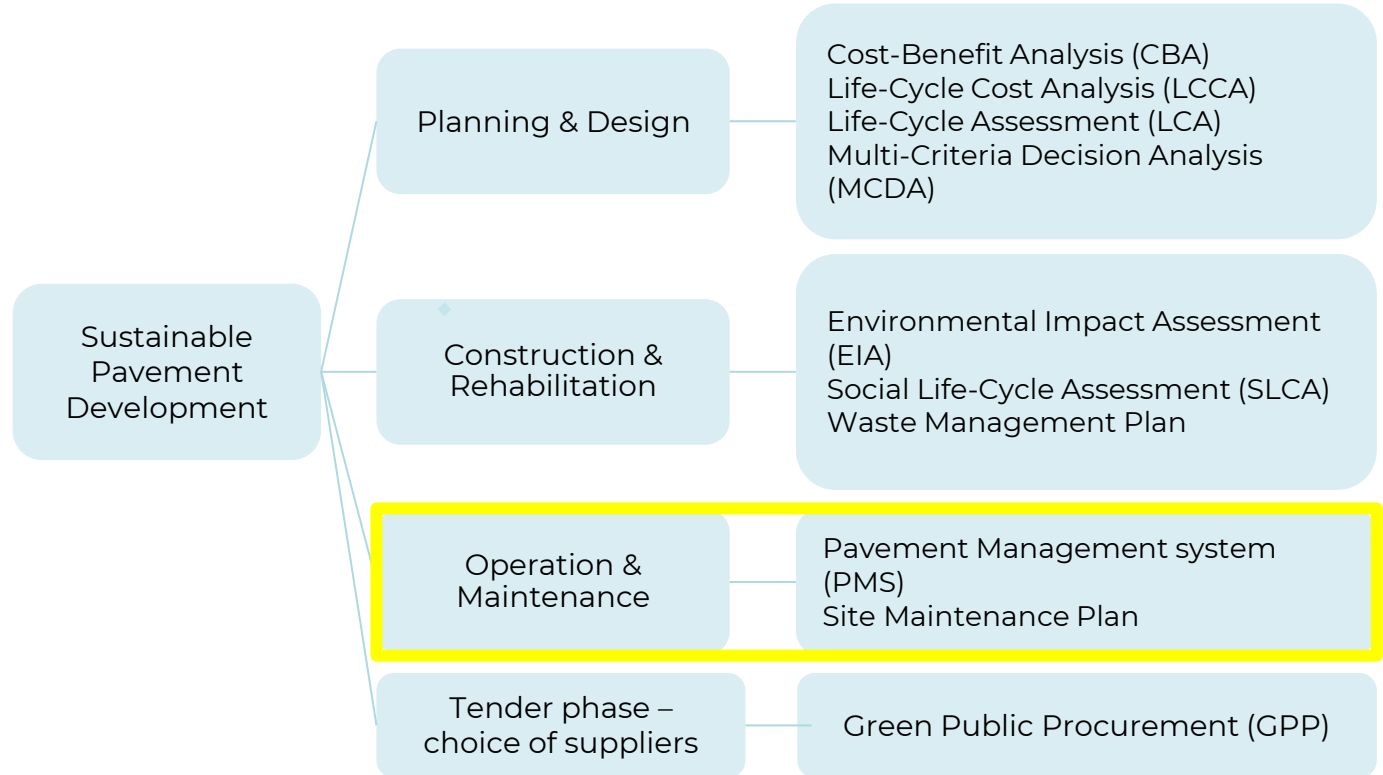 Sustainable
Pavement
Development
Planning & Design
Cost-Benefit Analysis (CBA)
Life-Cycle Cost Analysis (LCCA)
Life-Cycle Assessment (LCA)
Multi-Criteria Decision Analysis
(MCDA)
Construction &
Rehabilitation
Environmental Impact Assessment
(EIA)
Social Life-Cycle Assessment (SLCA)
Waste Management Plan
Operation &
Maintenance
Pavement Management system
(PMS)
Site Maintenance Plan
Tender phase –
choice of suppliers
Green Public Procurement (GPP)